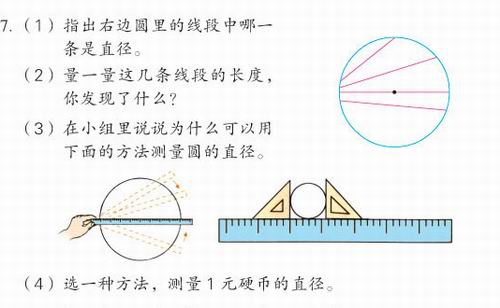 7.（1）指出右边圆里的线段中哪一
条是直径。
（2）量一量这几条线段的长度，
你发现了什么？
（3）在小组里说说为什么可以用
下面的方法测量圆的直径。
（4）选一种方法，测量1元硬币的直径。